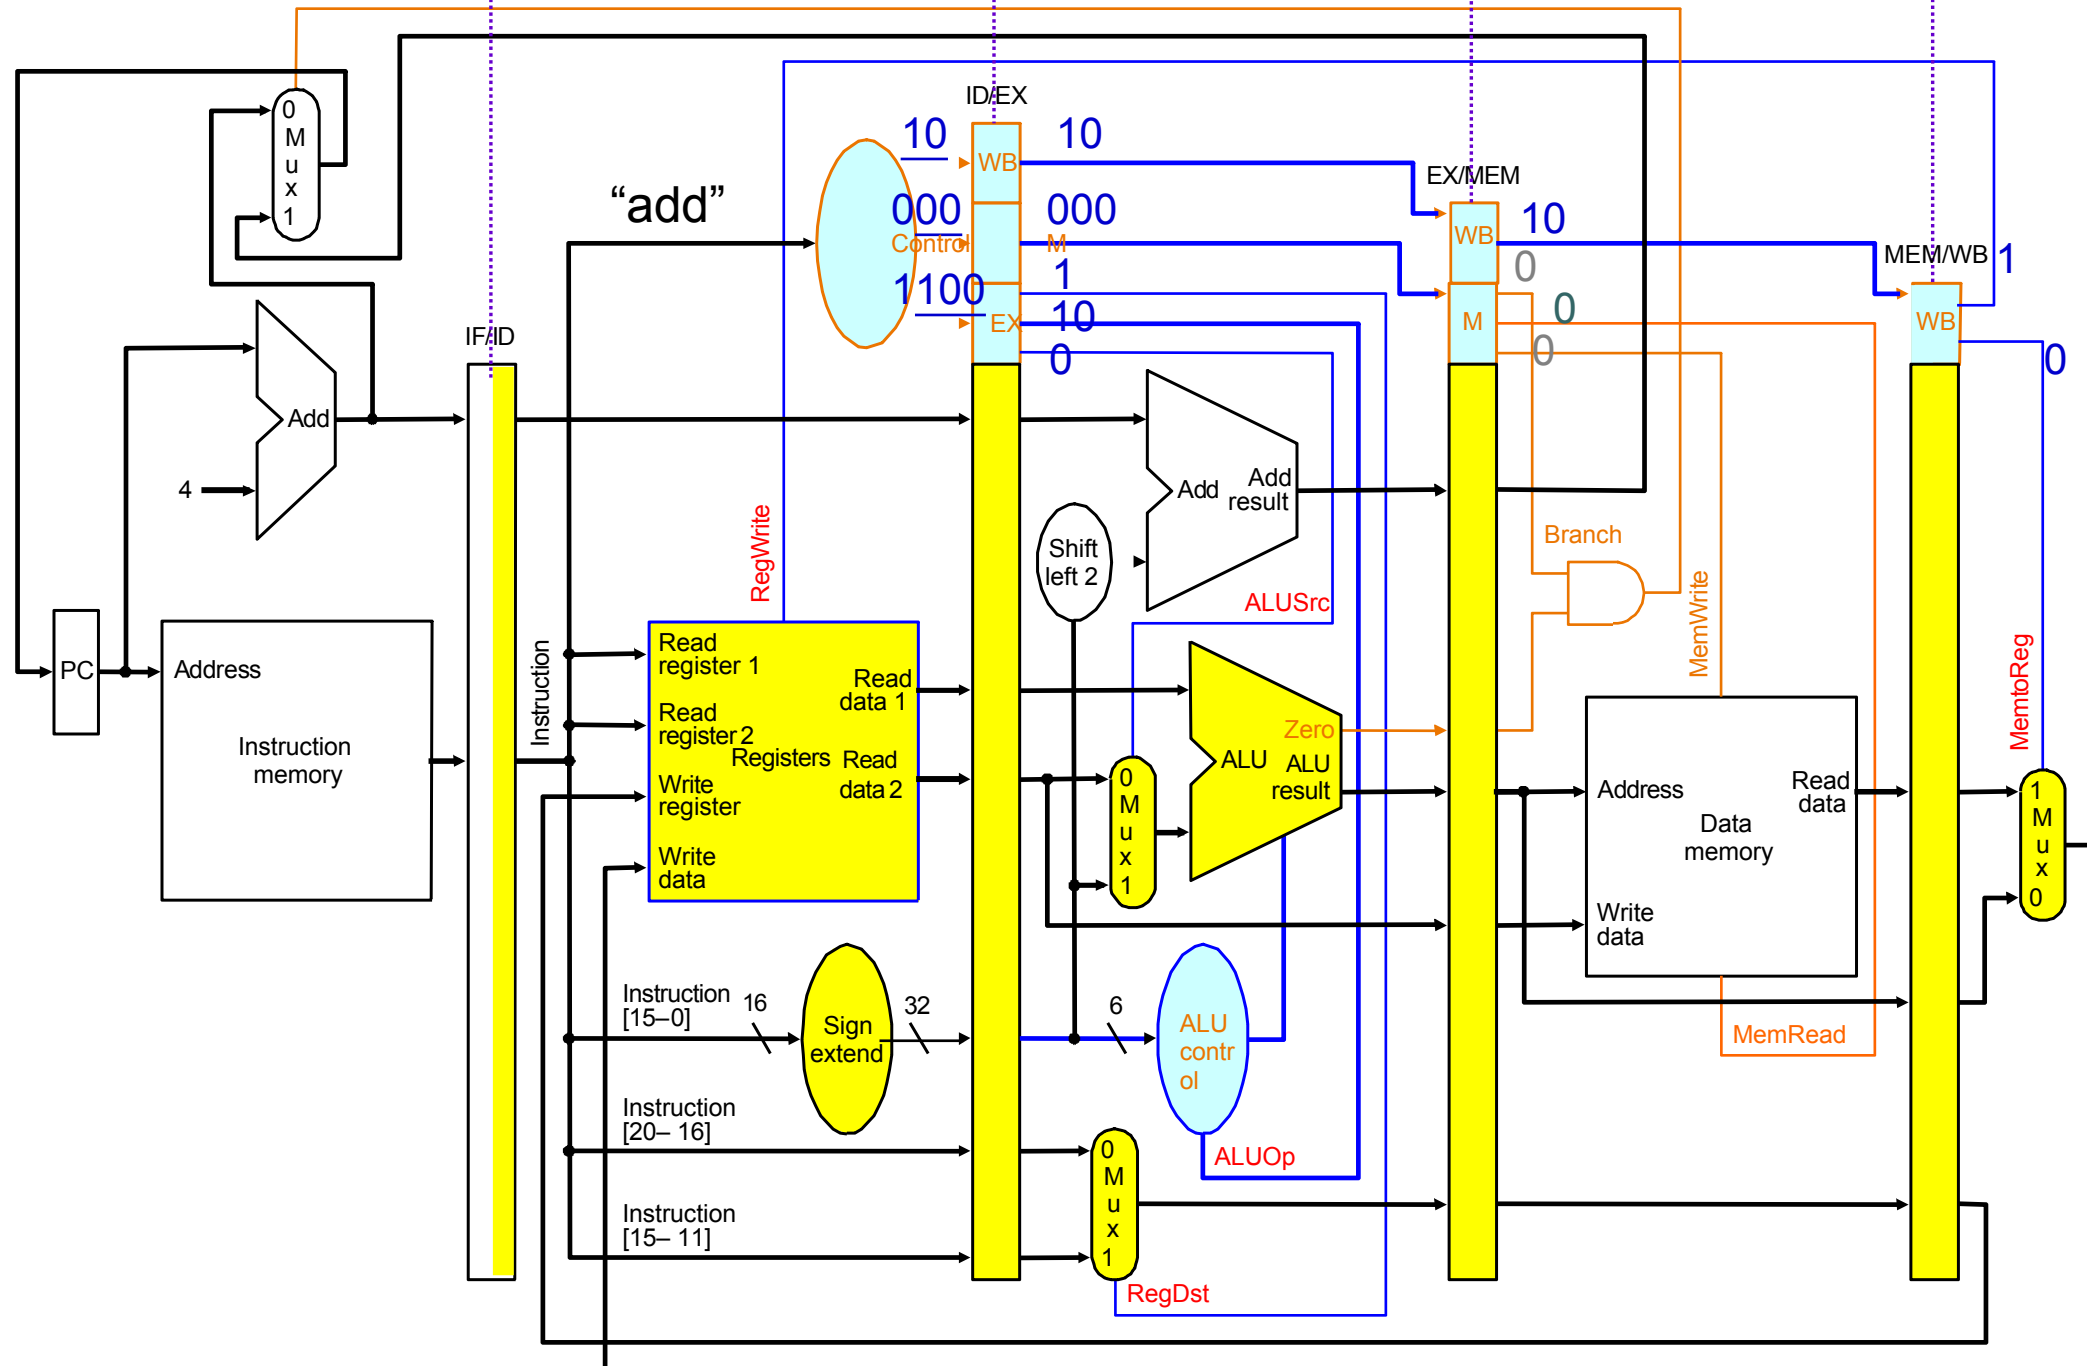 0
M
u
x
1
ID/EX
10
10
WB
EX/MEM
"add"
000
000
Control
M
10
WB
0
MEM/WB
1
1100
1
EX
10
0
M
0
0
WB
0
IF/ID
Add
4
Add
Add
result
Shift
left 2
RegWrite
ALUSrc
Branch
MemWrite
MemtoReg
PC
Address
Instruction
memory
Instruction
Read
register 1
Read
data 1
Read
register 2
Registers
Read
data 2
Write
register
Write
data
0
M
u
x
1
Zero
ALU
ALU
result
Address
Read
data
Data
memory
Write
data
1
M
u
x
0
Instruction
[15–0]
16
Sign
extend
32
6
ALU
contr
ol
MemRead
Instruction
[20– 16]
ALUOp
0
M
u
x
1
Instruction
[15– 11]
RegDst